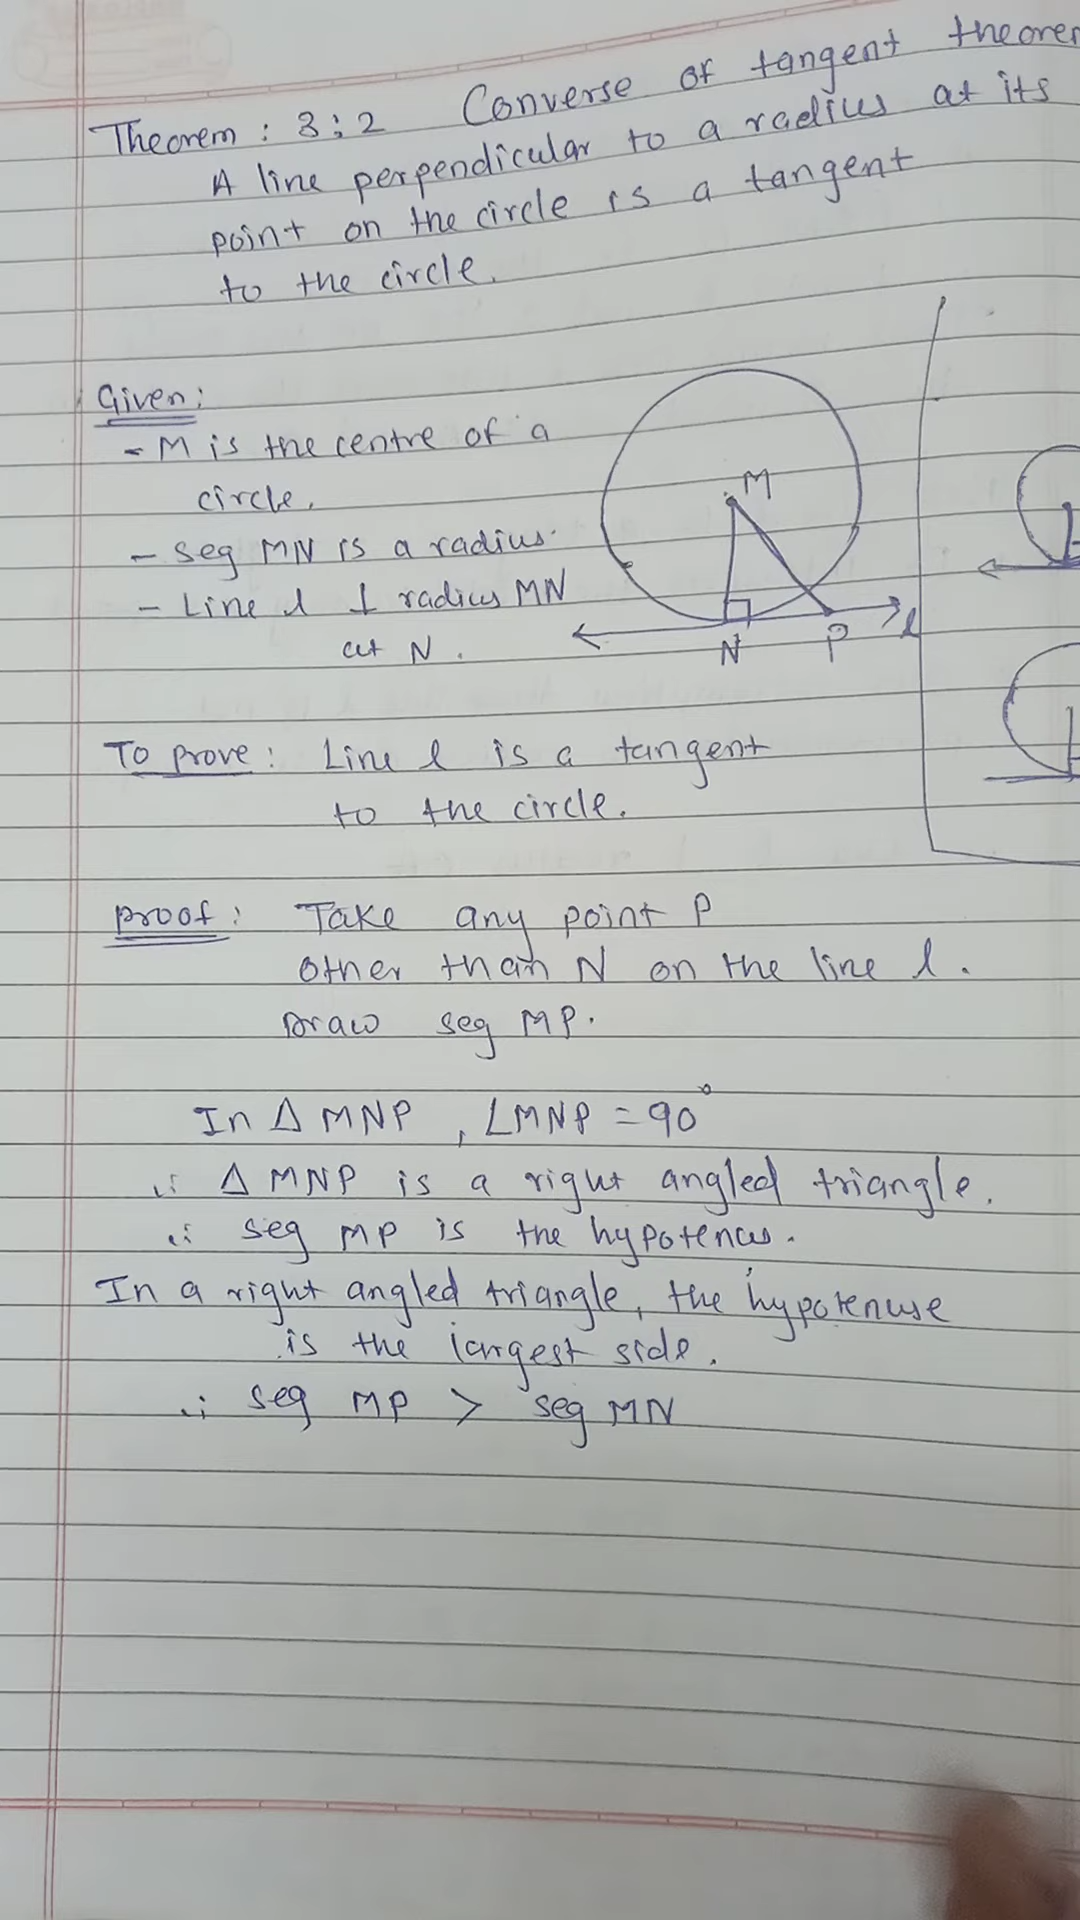 Theorem : 3:2 Converse of tangent theorem
A line perpendicular to a radius at its
point on the circle is a tangent
to the circle.
Given:
- M is the centre of a
circle.
- seg MN is a radius.
- Line l ⊥ radius MN
at N.
M
N
P
l
To prove: Line l is a tangent
to the circle.
Proof: Take any point P
other than N on the line l.
Draw seg MP.
In △ MNP, ∠MNP = 90°
∴ △ MNP is a right angled triangle.
∴ seg MP is the hypotenus.
In a right angled triangle, the hypotenuse
is the largest side.
∴ seg MP > seg MN